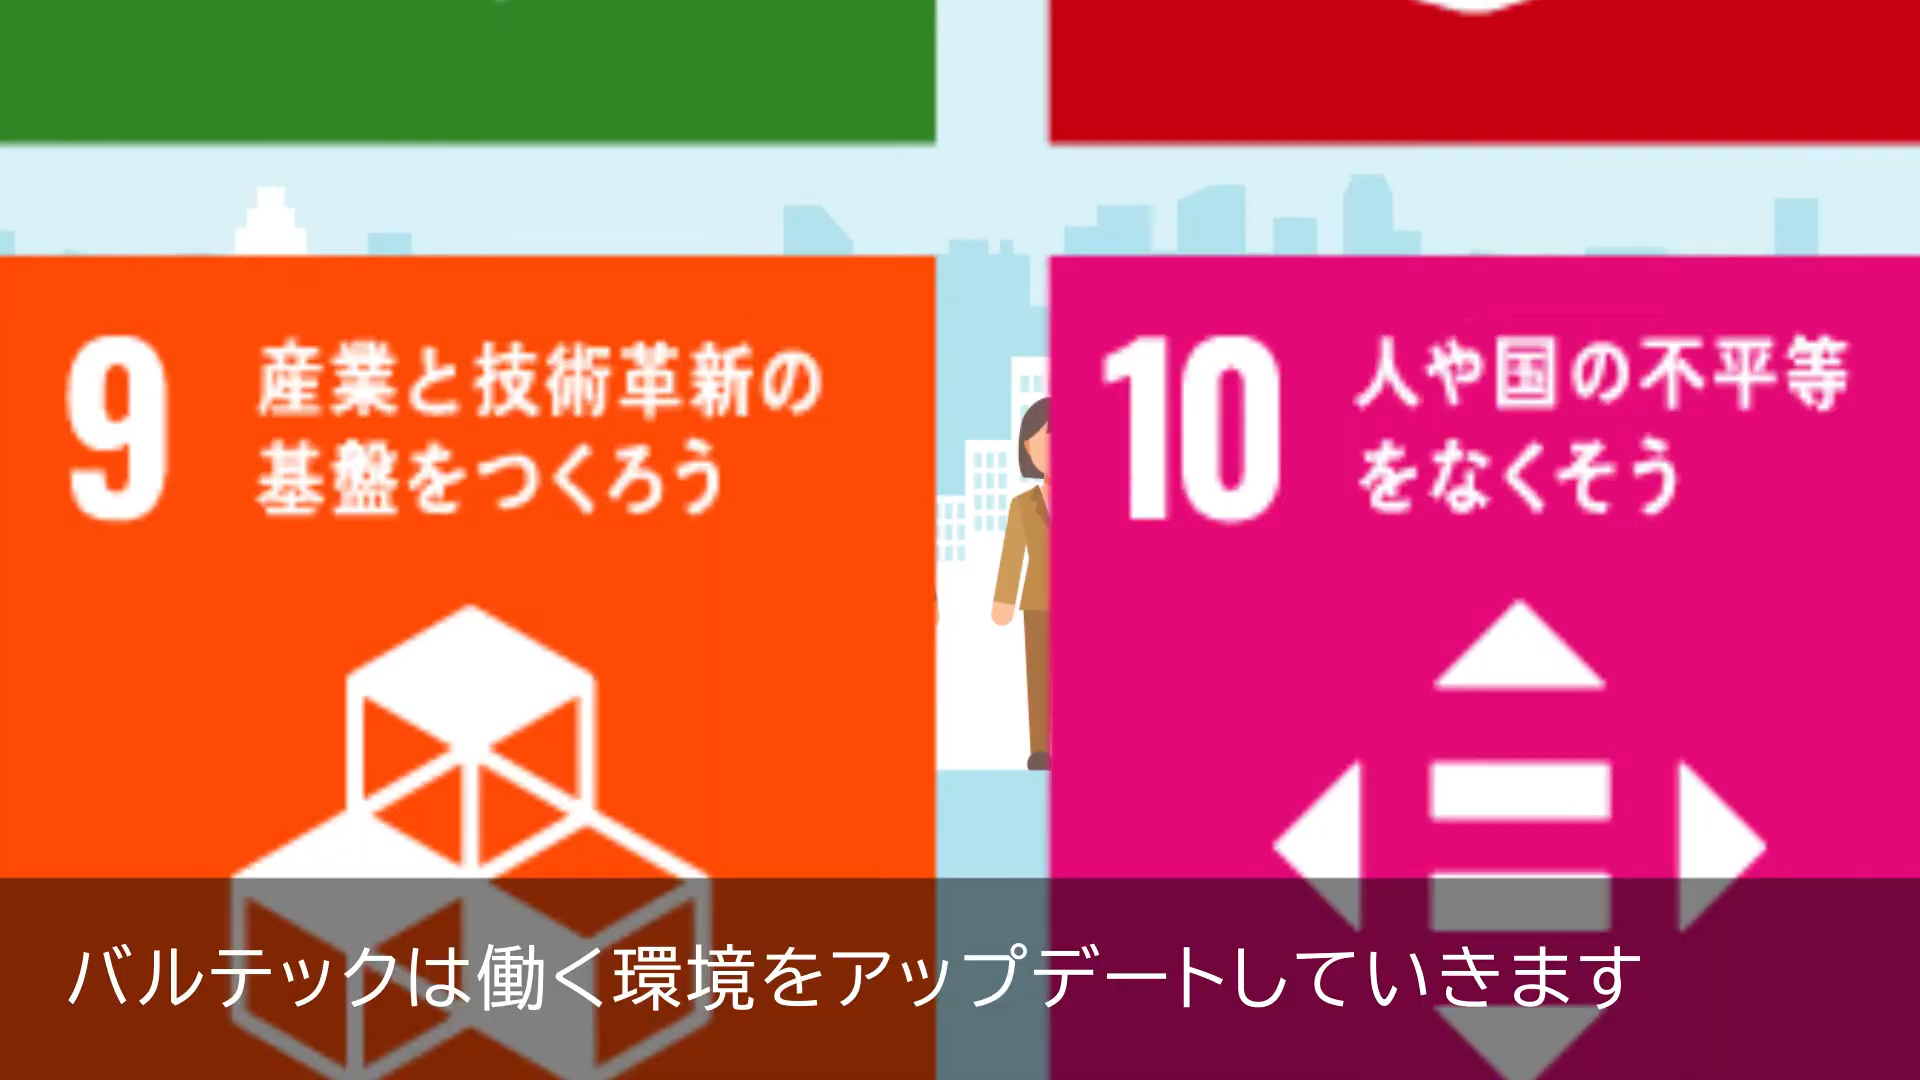 9
産業と技術革新の
基盤をつくろう
10
人や国の不平等
をなくそう
バルテックは働く環境をアップデートしていきます